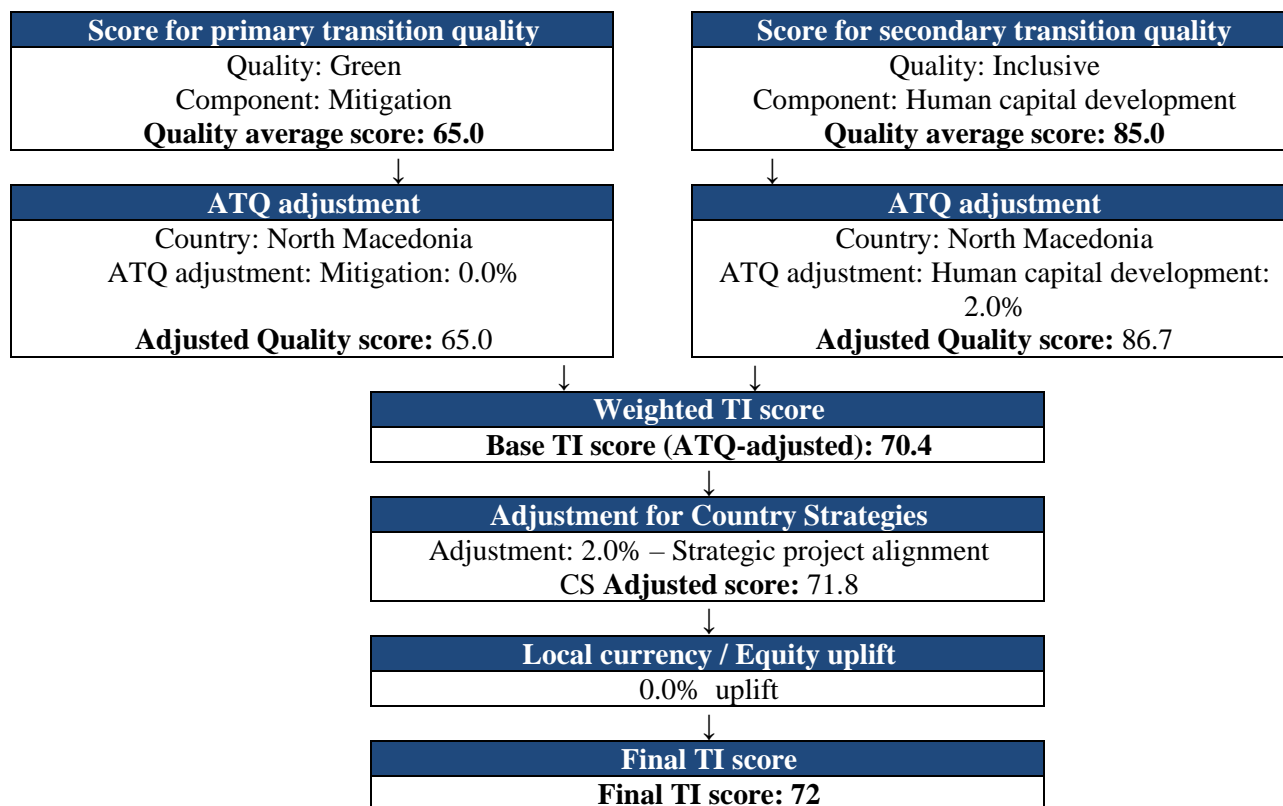 Score for primary transition quality
Quality: Green
Component: Mitigation
Quality average score: 65.0
Score for secondary transition quality
Quality: Inclusive
Component: Human capital development
Quality average score: 85.0
↓
↓
ATQ adjustment
Country: North Macedonia
ATQ adjustment: Mitigation: 0.0%
Adjusted Quality score: 65.0
ATQ adjustment
Country: North Macedonia
ATQ adjustment: Human capital development:
2.0%
Adjusted Quality score: 86.7
↓ ↓
Weighted TI score
Base TI score (ATQ-adjusted): 70.4
↓
Adjustment for Country Strategies
Adjustment: 2.0% – Strategic project alignment
CS Adjusted score: 71.8
↓
Local currency / Equity uplift
0.0% uplift
↓
Final TI score
Final TI score: 72